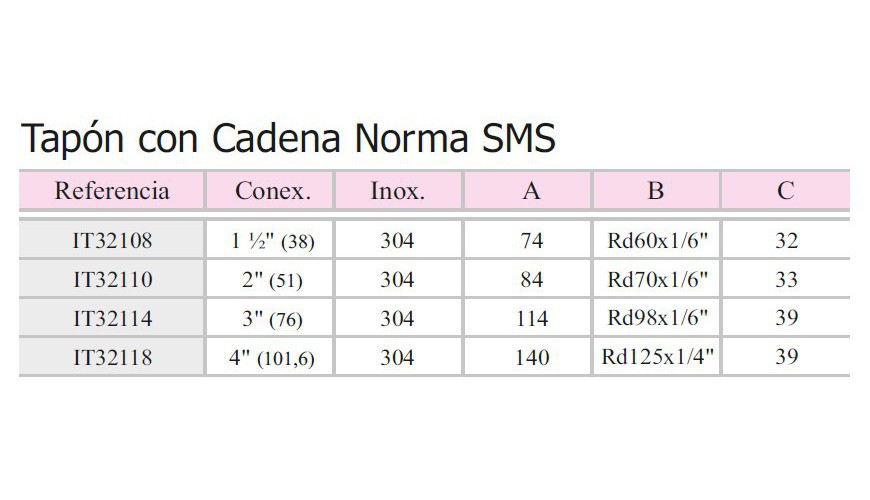 Tapón con Cadena Norma SMS
Referencia Conex. Inox. A B C
IT32108 1 ½" (38) 304 74 Rd60x1/6" 32
IT32110 2" (51) 304 84 Rd70x1/6" 33
IT32114 3" (76) 304 114 Rd98x1/6" 39
IT32118 4" (101,6) 304 140 Rd125x1/4" 39